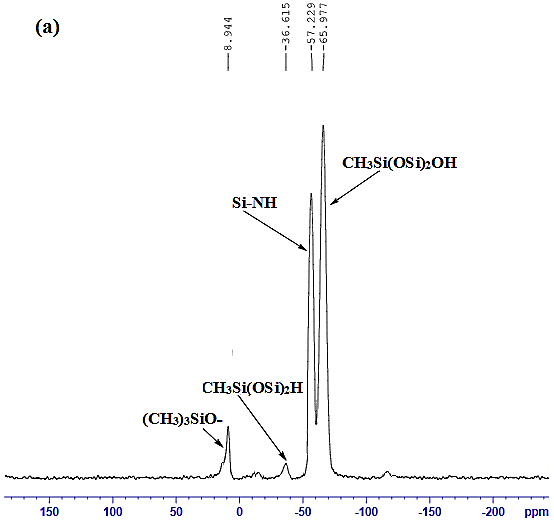 (a)
8.944
-36.615
-57.229
-65.977
CH3Si(OSi)2OH
Si-NH
CH3Si(OSi)2H
(CH3)3SiO-
100 50 0 -50 -100 -150 -200 ppm